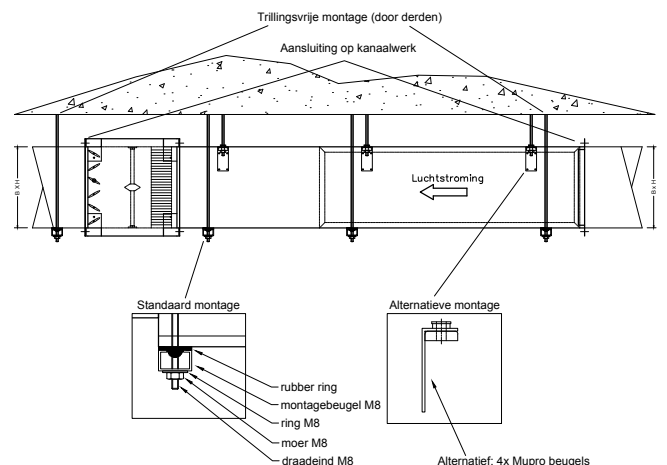 Trillingsvrije montage (door derden)
Aansluiting op kanaalwerk
B X H
Luchtstroming
B x H
Standaard montage
Alternatieve montage
rubber ring
montagebeugel M8
ring M8
moer M8
draadeind M8
Alternatief: 4x Mupro beugels